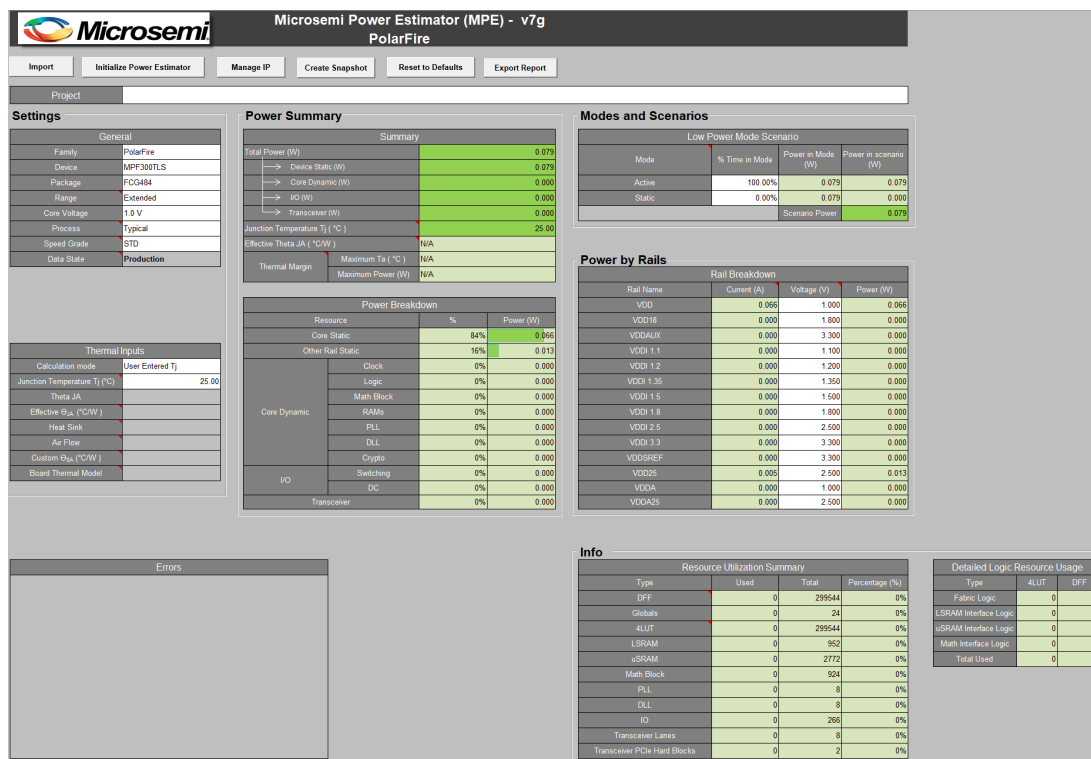 Microsemi
Microsemi Power Estimator (MPE) - v7g
PolarFire
Import Initialize Power Estimator Manage IP Create Snapshot Reset to Defaults Export Report
Project
Settings
General
Family PolarFire
Device MPF300TLS
Package FCG484
Range Extended
Core Voltage 1.0 V
Process Typical
Speed Grade STD
Data State Production
Thermal Inputs
Calculation mode User Entered Tj
Junction Temperature Tj (°C) 25.00
Theta JA
Effective ΘJA (°C/W )
Heat Sink
Air Flow
Custom ΘSA (°C/W )
Board Thermal Model
Power Summary
Summary
Total Power (W) 0.079
Device Static (W) 0.079
Core Dynamic (W) 0.000
I/O (W) 0.000
Transceiver (W) 0.000
Junction Temperature Tj ( °C ) 25.00
Effective Theta JA ( °C/W ) N/A
Thermal Margin Maximum Ta ( °C ) N/A
Maximum Power (W) N/A
Power Breakdown
Resource % Power (W)
Core Static 84% 0.066
Other Rail Static 16% 0.013
Core Dynamic
Clock 0% 0.000
Logic 0% 0.000
Math Block 0% 0.000
RAMs 0% 0.000
PLL 0% 0.000
DLL 0% 0.000
Crypto 0% 0.000
I/O
Switching 0% 0.000
DC 0% 0.000
Transceiver 0% 0.000
Modes and Scenarios
Low Power Mode Scenario
Mode % Time in Mode Power in Mode (W) Power in scenario (W)
Active 100.00% 0.079 0.079
Static 0.00% 0.079 0.000
Scenario Power 0.079
Power by Rails
Rail Breakdown
Rail Name Current (A) Voltage (V) Power (W)
VDD 0.066 1.000 0.066
VDD18 0.000 1.800 0.000
VDDAUX 0.000 3.300 0.000
VDDI 1.1 0.000 1.100 0.000
VDDI 1.2 0.000 1.200 0.000
VDDI 1.35 0.000 1.350 0.000
VDDI 1.5 0.000 1.500 0.000
VDDI 1.8 0.000 1.800 0.000
VDDI 2.5 0.000 2.500 0.000
VDDI 3.3 0.000 3.300 0.000
VDDSREF 0.000 3.300 0.000
VDD25 0.005 2.500 0.013
VDDA 0.000 1.000 0.000
VDDA25 0.000 2.500 0.000
Errors
Info
Resource Utilization Summary
Type Used Total Percentage (%)
DFF 0 299544 0%
Globals 0 24 0%
4LUT 0 299544 0%
LSRAM 0 952 0%
uSRAM 0 2772 0%
Math Block 0 924 0%
PLL 0 8 0%
DLL 0 8 0%
IO 0 266 0%
Transceiver Lanes 0 8 0%
Transceiver PCIe Hard Blocks 0 2 0%
Detailed Logic Resource Usage
Type 4LUT DFF
Fabric Logic 0
LSRAM Interface Logic 0
uSRAM Interface Logic 0
Math Interface Logic 0
Total Used 0